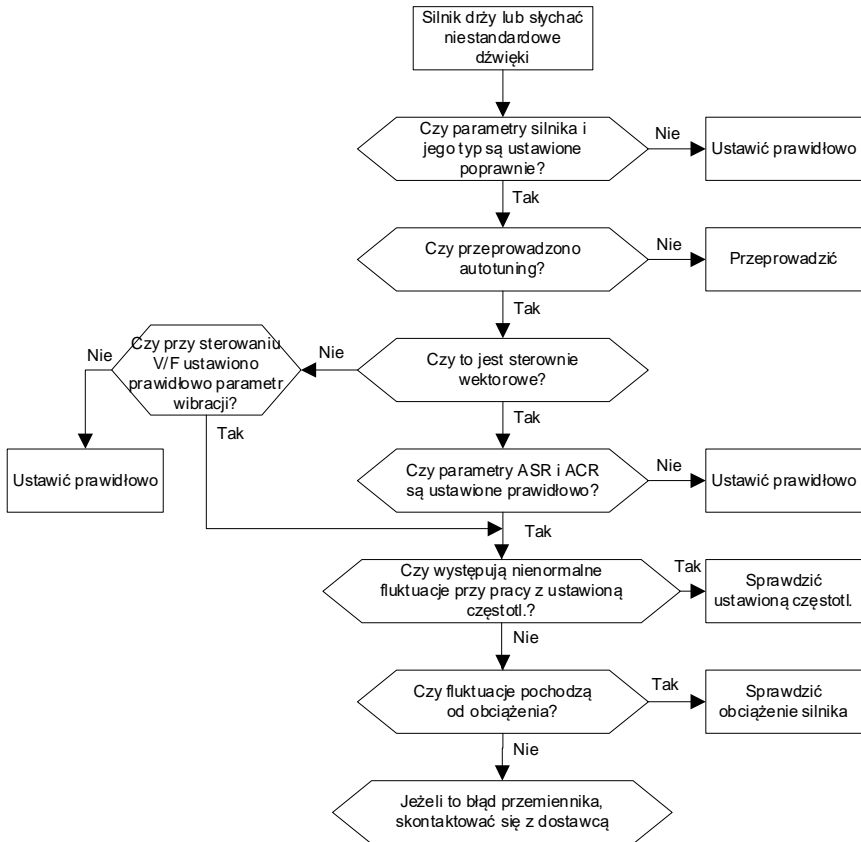 Silnik drży lub słychać
niestandardowe
dźwięki
Czy parametry silnika i
jego typ są ustawione
poprawnie?
Nie
Ustawić prawidłowo
Tak
Czy przeprowadzono
autotuning?
Nie
Przeprowadzić
Tak
Czy to jest sterownie
wektorowe?
Nie
Czy przy sterowaniu
V/F ustawiono
prawidłowo parametr
wibracji?
Nie
Ustawić prawidłowo
Tak
Tak
Czy parametry ASR i ACR
są ustawione prawidłowo?
Nie
Ustawić prawidłowo
Tak
Czy występują nienormalne
fluktuacje przy pracy z ustawioną
częstotl.?
Tak
Sprawdzić
ustawioną częstotl.
Nie
Czy fluktuacje pochodzą
od obciążenia?
Tak
Sprawdzić
obciążenie silnika
Nie
Jeżeli to błąd przemiennika,
skontaktować się z dostawcą